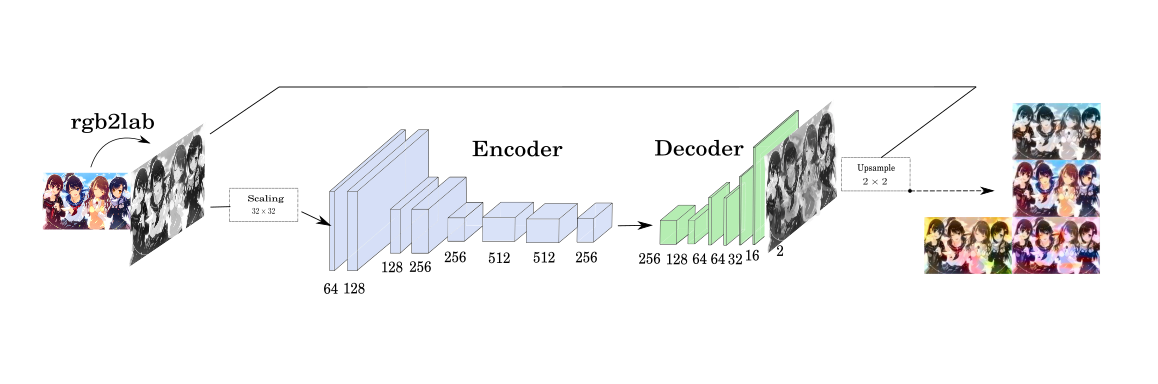 rgb2lab
Scaling
32 × 32
Encoder
64 128
128 256
256 512 512 256
Decoder
256 128 64 64 32 16 2
Upsample
2 × 2